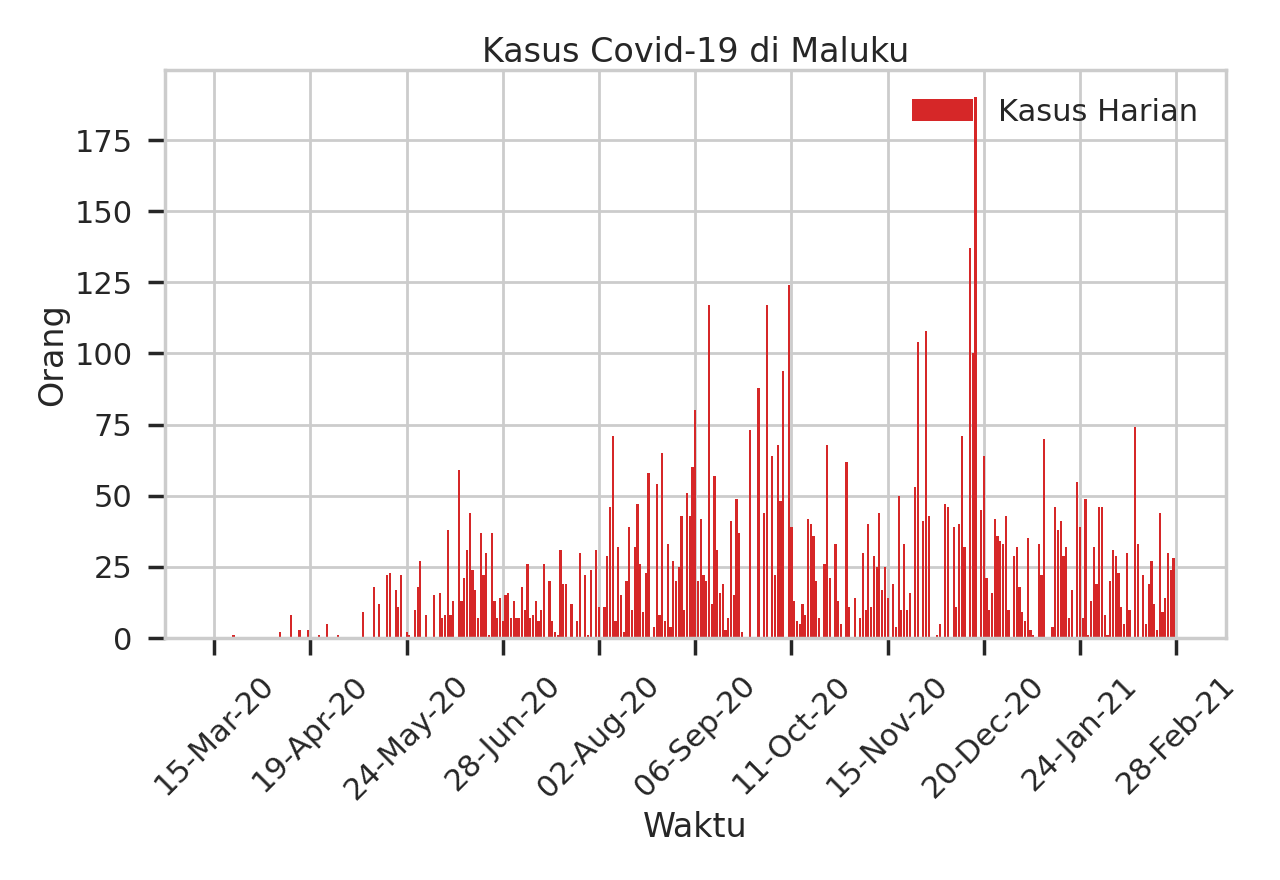 Kasus Covid-19 di Maluku
Kasus Harian
Orang
175
150
125
100
75
50
25
0
15-Mar-20
19-Apr-20
24-May-20
28-Jun-20
02-Aug-20
06-Sep-20
11-Oct-20
15-Nov-20
20-Dec-20
24-Jan-21
28-Feb-21
Waktu